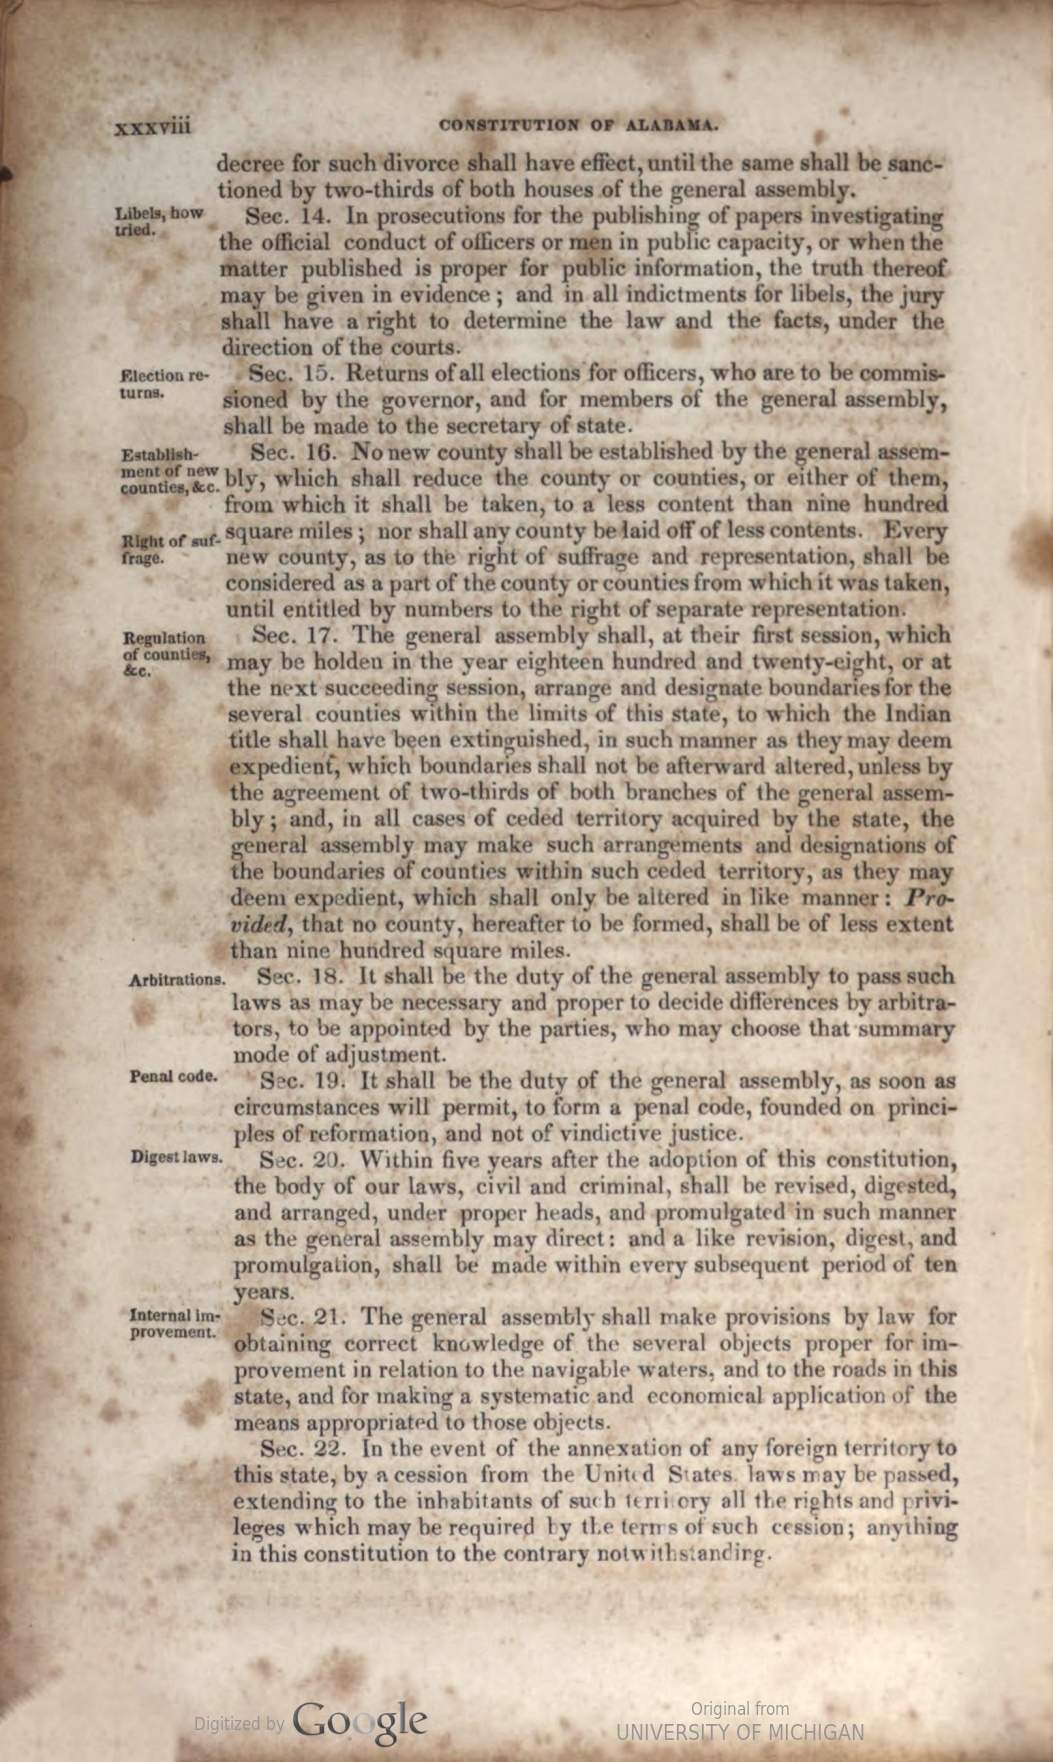 xxxviii CONSTITUTION OF ALABAMA.
decree for such divorce shall have effect, until the same shall be sanc-
tioned by two-thirds of both houses of the general assembly.
Libels, how
tried.
Sec. 14. In prosecutions for the publishing of papers investigating
the official conduct of officers or men in public capacity, or when the
matter published is proper for public information, the truth thereof
may be given in evidence; and in all indictments for libels, the jury
shall have a right to determine the law and the facts, under the
direction of the courts.
Election re-
turns.
Sec. 15. Returns of all elections for officers, who are to be commis-
sioned by the governor, and for members of the general assembly,
shall be made to the secretary of state.
Establish-
ment of new
counties, &c.
Sec. 16. No new county shall be established by the general assem-
bly, which shall reduce the county or counties, or either of them,
from which it shall be taken, to a less content than nine hundred
Right of suf-
frage.
square miles; nor shall any county be laid off of less contents. Every
new county, as to the right of suffrage and representation, shall be
considered as a part of the county or counties from which it was taken,
until entitled by numbers to the right of separate representation.
Regulation
of counties,
&c.
Sec. 17. The general assembly shall, at their first session, which
may be holden in the year eighteen hundred and twenty-eight, or at
the next succeeding session, arrange and designate boundaries for the
several counties within the limits of this state, to which the Indian
title shall have been extinguished, in such manner as they may deem
expedient, which boundaries shall not be afterward altered, unless by
the agreement of two-thirds of both branches of the general assem-
bly; and, in all cases of ceded territory acquired by the state, the
general assembly may make such arrangements and designations of
the boundaries of counties within such ceded territory, as they may
deem expedient, which shall only be altered in like manner: Pro-
vided, that no county, hereafter to be formed, shall be of less extent
than nine hundred square miles.
Arbitrations.
Sec. 18. It shall be the duty of the general assembly to pass such
laws as may be necessary and proper to decide differences by arbitra-
tors, to be appointed by the parties, who may choose that summary
mode of adjustment.
Penal code.
Sec. 19. It shall be the duty of the general assembly, as soon as
circumstances will permit, to form a penal code, founded on princi-
ples of reformation, and not of vindictive justice.
Digest laws.
Sec. 20. Within five years after the adoption of this constitution,
the body of our laws, civil and criminal, shall be revised, digested,
and arranged, under proper heads, and promulgated in such manner
as the general assembly may direct: and a like revision, digest, and
promulgation, shall be made within every subsequent period of ten
years.
Internal im-
provement.
Sec. 21. The general assembly shall make provisions by law for
obtaining correct knowledge of the several objects proper for im-
provement in relation to the navigable waters, and to the roads in this
state, and for making a systematic and economical application of the
means appropriated to those objects.
Sec. 22. In the event of the annexation of any foreign territory to
this state, by a cession from the United States. laws may be passed,
extending to the inhabitants of such territory all the rights and privi-
leges which may be required by the terms of such cession; anything
in this constitution to the contrary notwithstanding.
Digitized by Google
Original from
UNIVERSITY OF MICHIGAN